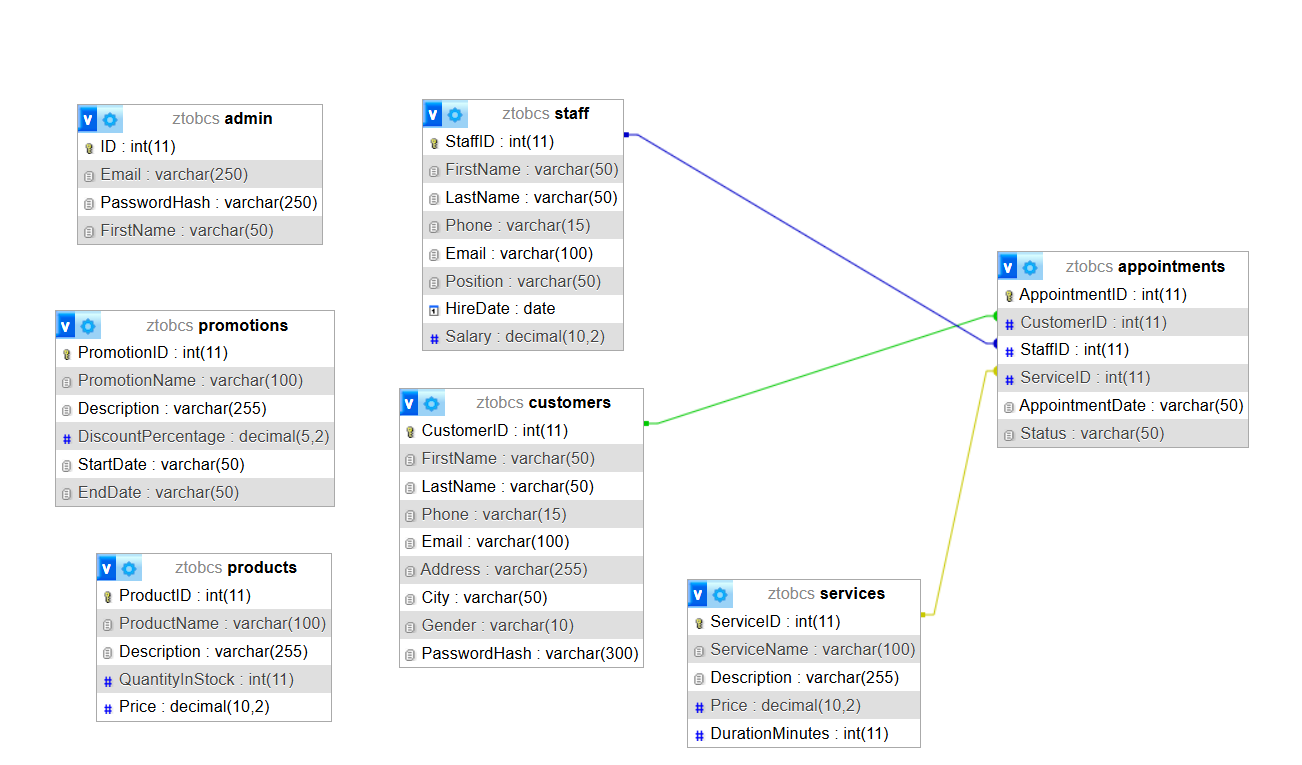 ztobcs admin
ID : int(11)
Email : varchar(250)
PasswordHash : varchar(250)
FirstName : varchar(50)
ztobcs staff
StaffID : int(11)
FirstName : varchar(50)
LastName : varchar(50)
Phone : varchar(15)
Email : varchar(100)
Position : varchar(50)
HireDate : date
Salary : decimal(10,2)
ztobcs appointments
AppointmentID : int(11)
CustomerID : int(11)
StaffID : int(11)
ServiceID : int(11)
AppointmentDate : varchar(50)
Status : varchar(50)
ztobcs promotions
PromotionID : int(11)
PromotionName : varchar(100)
Description : varchar(255)
DiscountPercentage : decimal(5,2)
StartDate : varchar(50)
EndDate : varchar(50)
ztobcs customers
CustomerID : int(11)
FirstName : varchar(50)
LastName : varchar(50)
Phone : varchar(15)
Email : varchar(100)
Address : varchar(255)
City : varchar(50)
Gender : varchar(10)
PasswordHash : varchar(300)
ztobcs products
ProductID : int(11)
ProductName : varchar(100)
Description : varchar(255)
QuantityInStock : int(11)
Price : decimal(10,2)
ztobcs services
ServiceID : int(11)
ServiceName : varchar(100)
Description : varchar(255)
Price : decimal(10,2)
DurationMinutes : int(11)